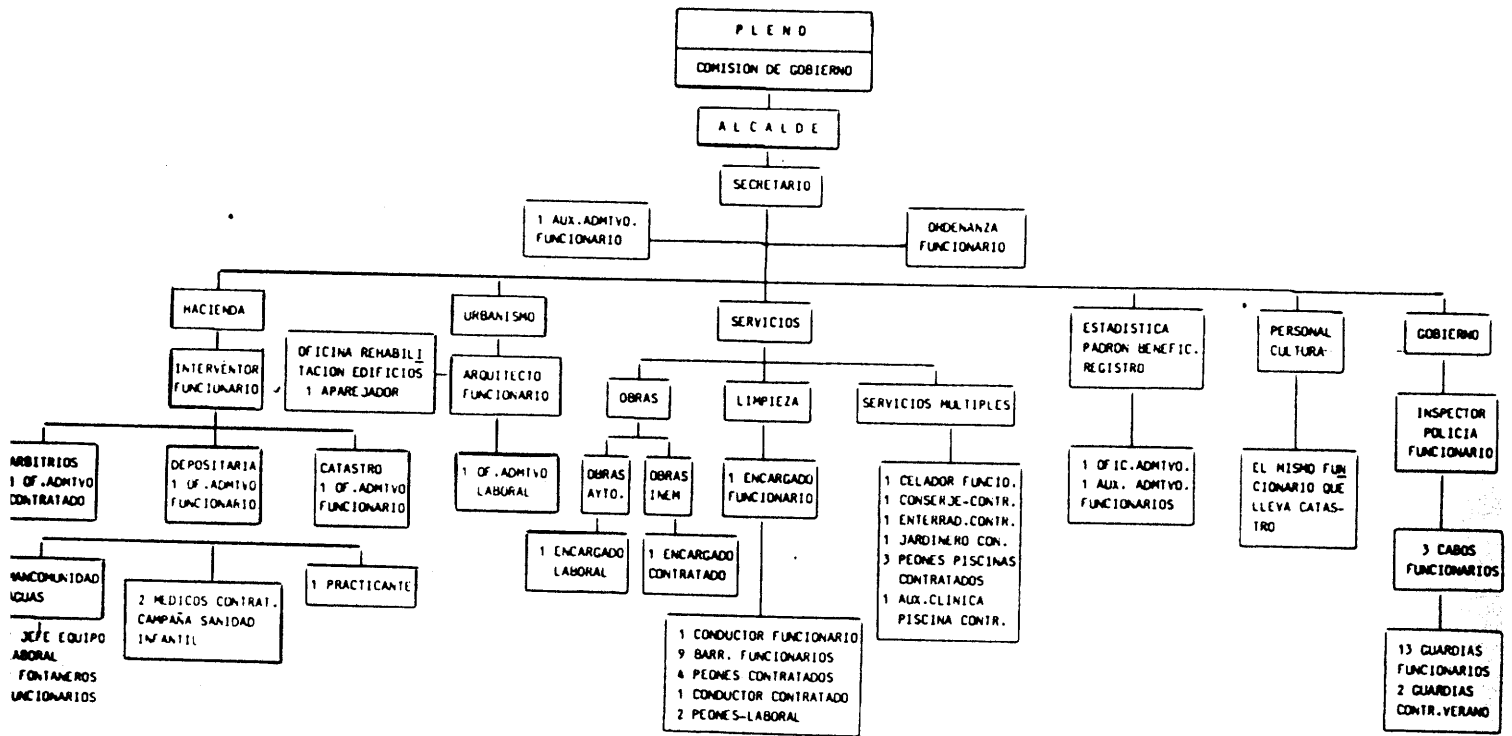 P L E N O
COMISION DE GOBIERNO
A L C A L D E
SECRETARIO
1 AUX.ADMTVO.
FUNCIONARIO
ORDENANZA
FUNCIONARIO
HACIENDA
INTERVENTOR
FUNCIONARIO
ARBITRIOS
1 OF.ADMTVO
CONTRATADO
DEPOSITARIA
1 OF.ADMTVO
FUNCIONARIO
CATASTRO
1 OF.ADMTVO
FUNCIONARIO
MANCOMUNIDAD
AGUAS
JEFE EQUIPO
LABORAL
FONTANEROS
FUNCIONARIOS
2 MEDICOS CONTRAT.
CAMPAÑA SANIDAD
INFANTIL
1 PRACTICANTE
URBANISMO
OFICINA REHABILI
TACION EDIFICIOS
1 APAREJADOR
ARQUITECTO
FUNCIONARIO
1 OF.ADMTVO
LABORAL
SERVICIOS
OBRAS
OBRAS
AYTO.
OBRAS
INEM
1 ENCARGADO
LABORAL
1 ENCARGADO
CONTRATADO
LIMPIEZA
1 ENCARGADO
FUNCIONARIO
1 CONDUCTOR FUNCIONARIO
9 BARR. FUNCIONARIOS
4 PEONES CONTRATADOS
1 CONDUCTOR CONTRATADO
2 PEONES-LABORAL
SERVICIOS MULTIPLES
1 CELADOR FUNCIO.
1 CONSERJE-CONTR.
1 ENTERRAD.CONTR.
1 JARDINERO CON.
3 PEONES PISCINAS
CONTRATADOS
1 AUX.CLINICA
PISCINA CONTR.
ESTADISTICA
PADRON BENEFIC.
REGISTRO
1 OFIC.ADMTVO.
1 AUX. ADMTVO.
FUNCIONARIOS
PERSONAL
CULTURA
EL MISMO FUN
CIONARIO QUE
LLEVA CATAS-
TRO
GOBIERNO
INSPECTOR
POLICIA
FUNCIONARIO
3 CABOS
FUNCIONARIOS
13 GUARDIAS
FUNCIONARIOS
2 GUARDIAS
CONTR.VERANO